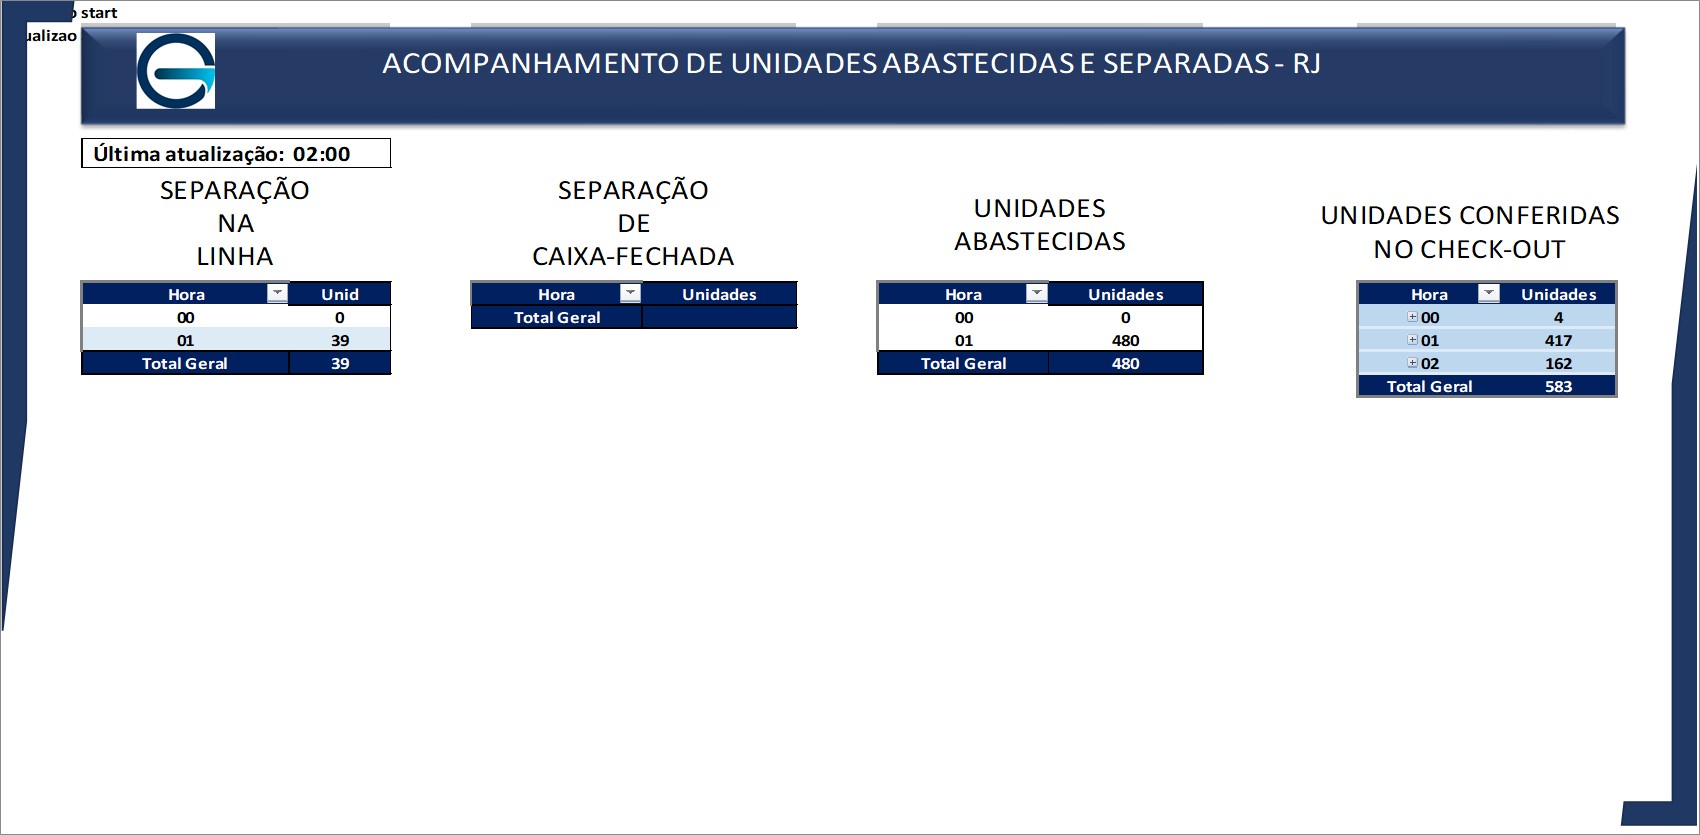 start
ACOMPANHAMENTO DE UNIDADES ABASTECIDAS E SEPARADAS - RJ
Última atualização: 02:00
SEPARAÇÃO
NA
LINHA
Hora Unid
00 0
01 39
Total Geral 39
SEPARAÇÃO
DE
CAIXA-FECHADA
Hora Unidades
Total Geral
UNIDADES
ABASTECIDAS
Hora Unidades
00 0
01 480
Total Geral 480
UNIDADES CONFERIDAS
NO CHECK-OUT
Hora Unidades
00 4
01 417
02 162
Total Geral 583